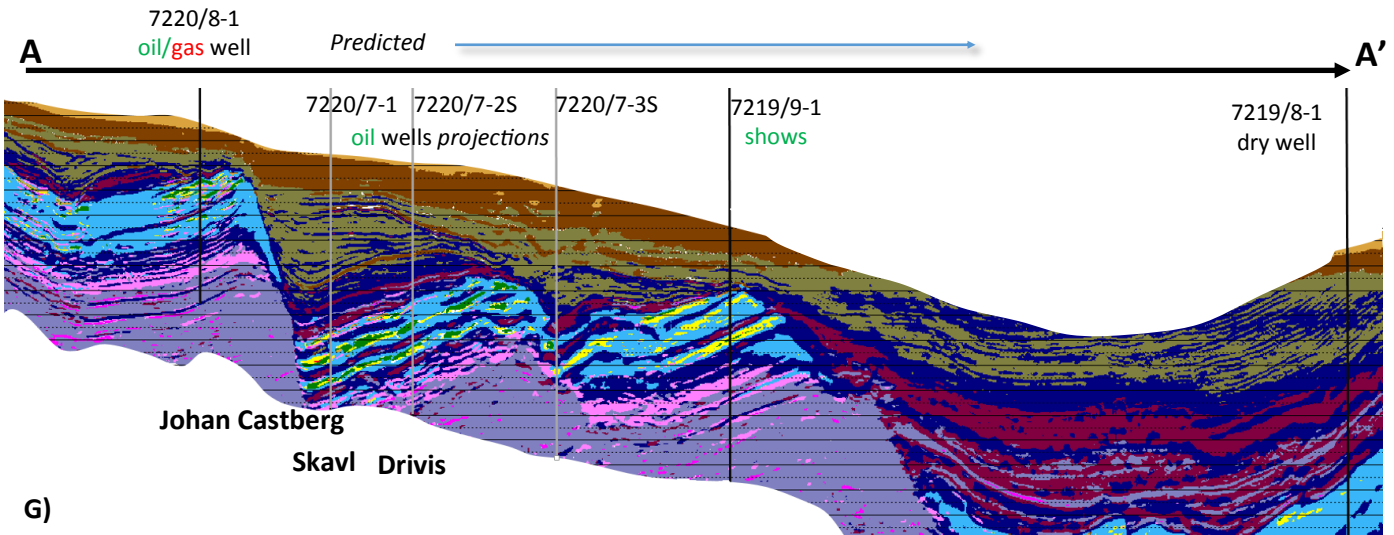 7220/8-1
oil/gas well
Predicted
A
A’
7220/7-1
7220/7-2S
7220/7-3S
7219/9-1
7219/8-1
oil wells projections
shows
dry well
Johan Castberg
Skavl
Drivis
G)